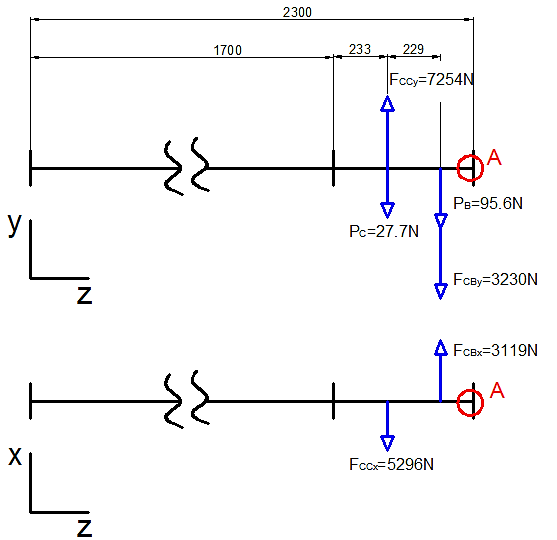 2300
1700 233 229
FCCy=7254N
A
PB=95.6N
PC=27.7N
y
FCBy=3230N
z
FCBx=3119N
A
x
FCCx=5296N
z